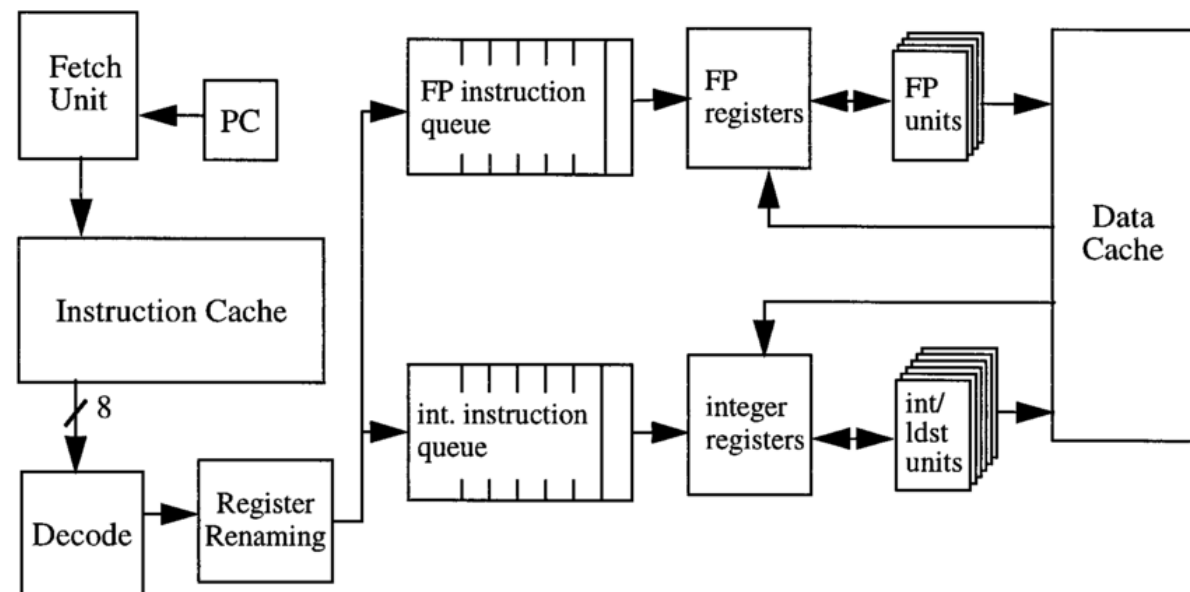 Fetch
Unit
PC
Instruction Cache
8
Decode
Register
Renaming
FP instruction
queue
int. instruction
queue
FP
registers
integer
registers
FP
units
int/
ldst
units
Data
Cache